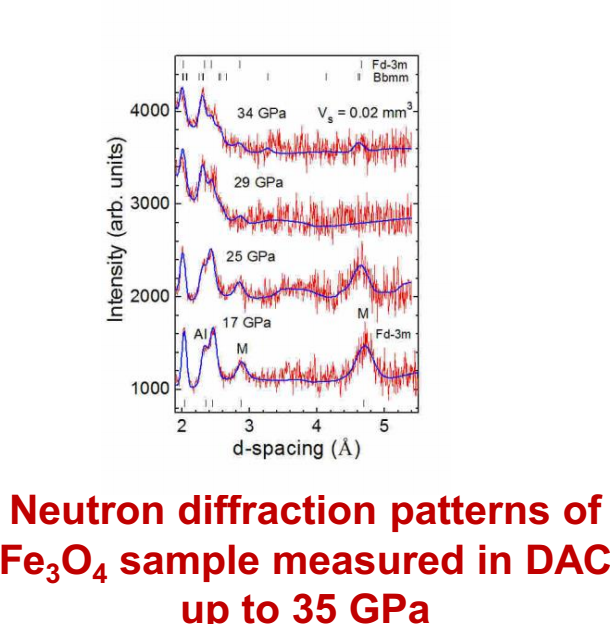 Fd-3m
Bbmm
4000
34 GPa
Vs = 0.02 mm3
29 GPa
3000
25 GPa
2000
M
Al
17 GPa
Fd-3m
M
1000
2
3
4
5
d-spacing (Å)
Intensity (arb. units)
Neutron diffraction patterns of
Fe3O4 sample measured in DAC
up to 35 GPa